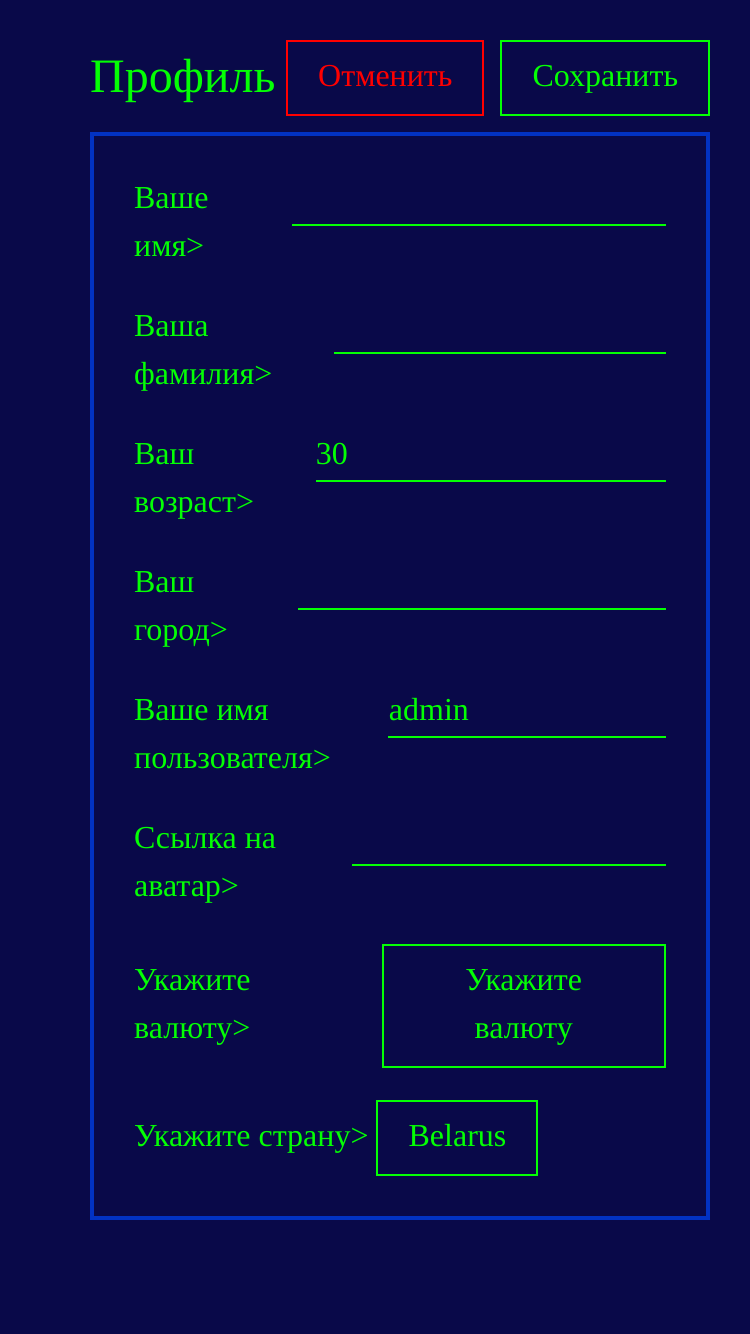 Профиль Отменить Сохранить
Ваше
имя>
Ваша
фамилия>
Ваш 30
возраст>
Ваш
город>
Ваше имя admin
пользователя>
Ссылка на
аватар>
Укажите Укажите
валюту> валюту
Укажите страну> Belarus